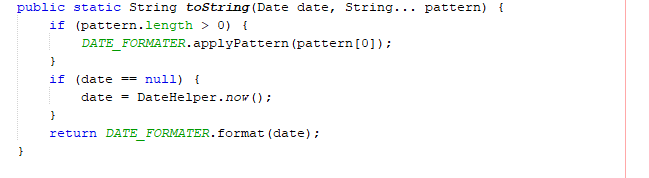 public static String toString(Date date, String... pattern) {
if (pattern.length > 0) {
DATE_FORMATER.applyPattern(pattern[0]);
}
if (date == null) {
date = DateHelper.now();
}
return DATE_FORMATER.format(date);
}